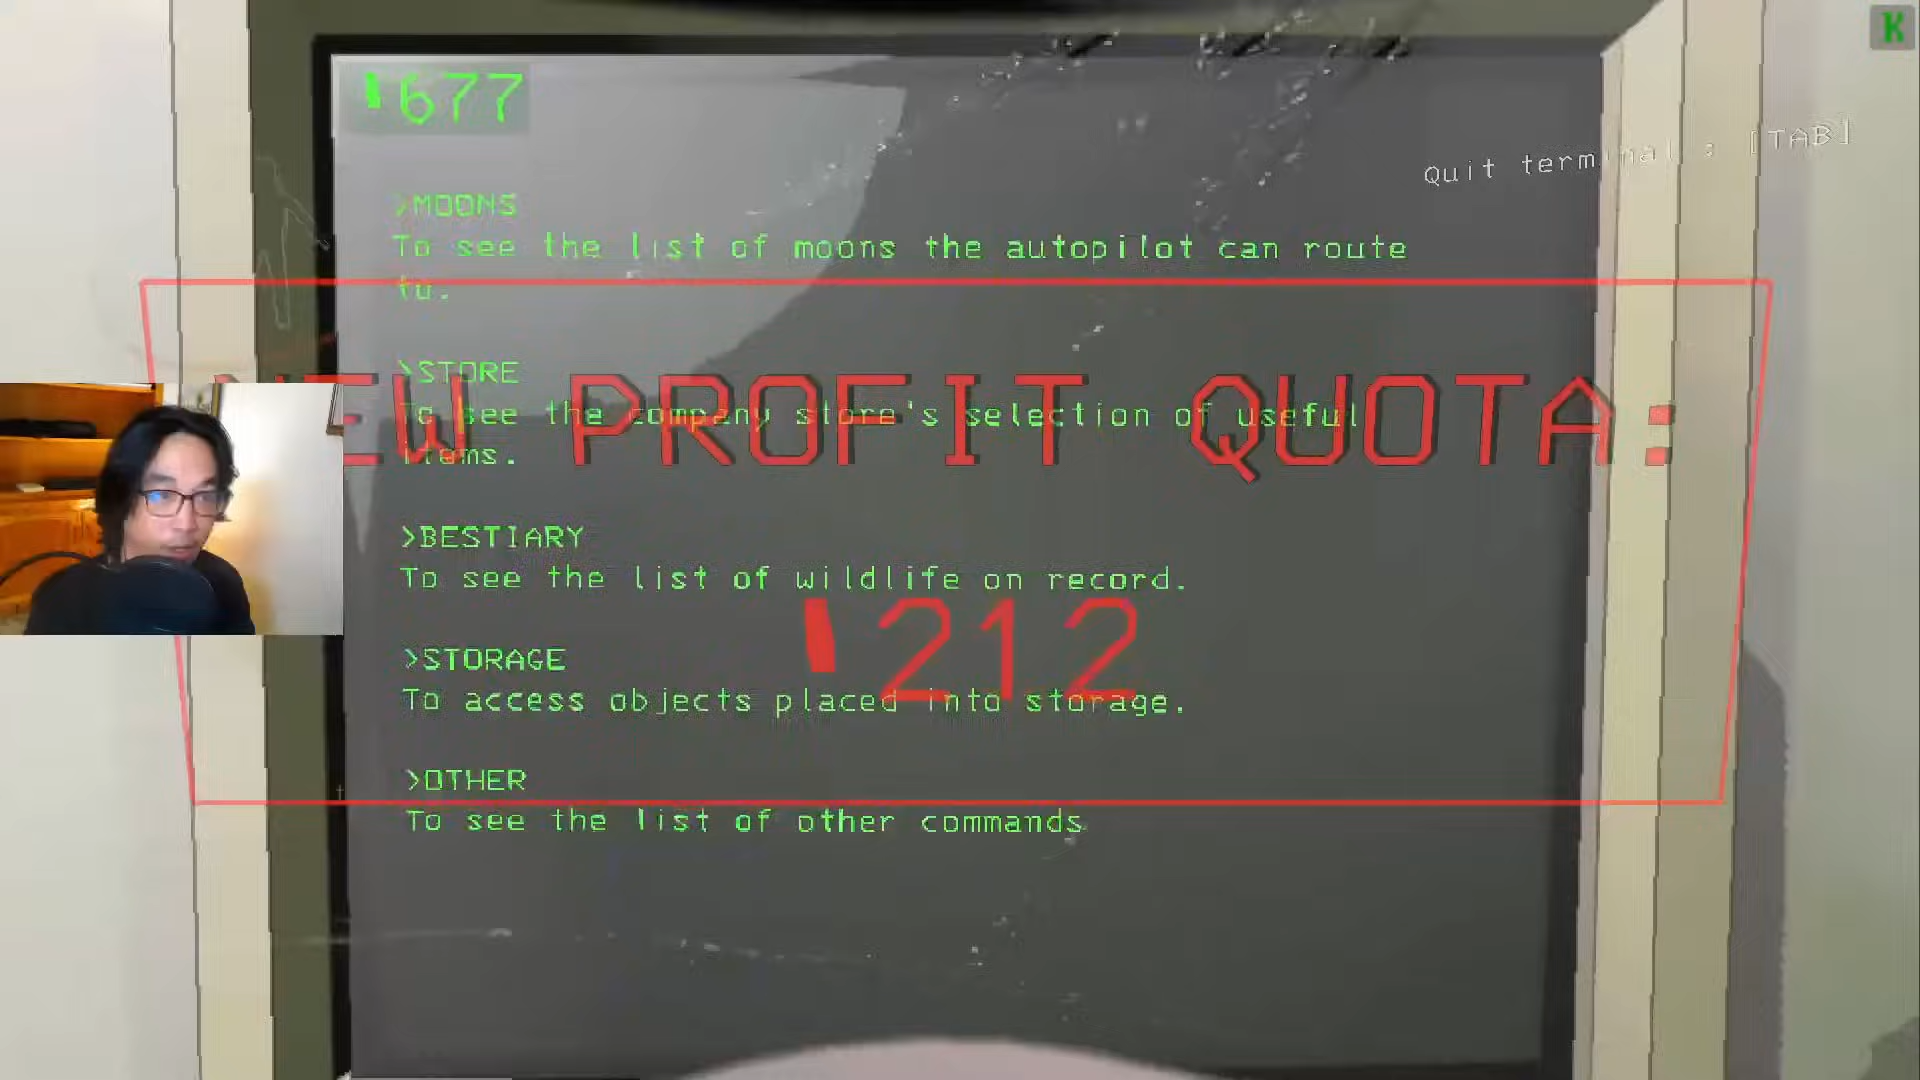 K
▮677
Quit terminal : [TAB]
>MOONS
To see the list of moons the autopilot can route
to.
>STORE
To see the company store's selection of useful
items.
NEW PROFIT QUOTA:
>BESTIARY
To see the list of wildlife on record.
▮212
>STORAGE
To access objects placed into storage.
>OTHER
To see the list of other commands